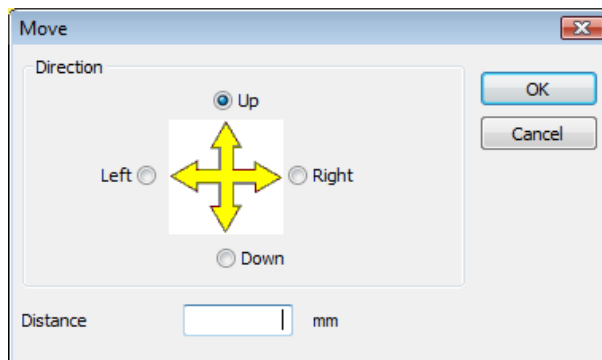 Move
Direction
Up
OK
Cancel
Left
Right
Down
Distance mm